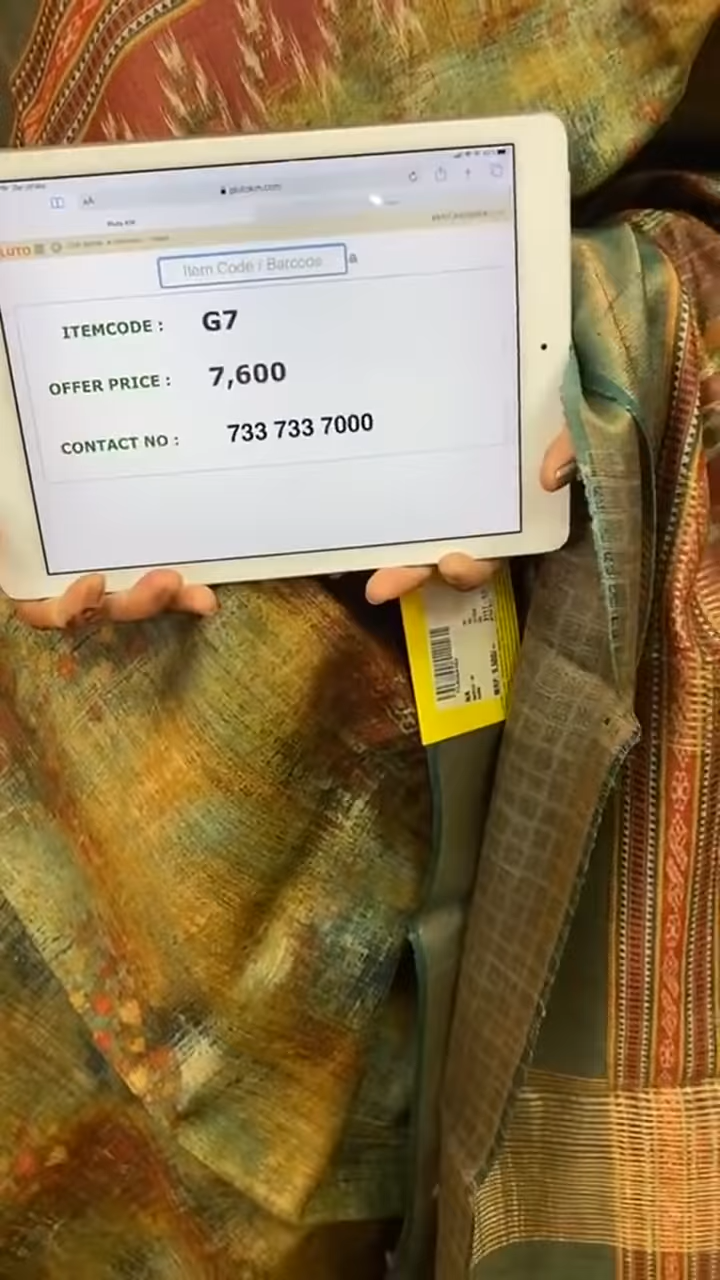 Item Code / Barcode
ITEMCODE : G7
OFFER PRICE : 7,600
CONTACT NO : 733 733 7000